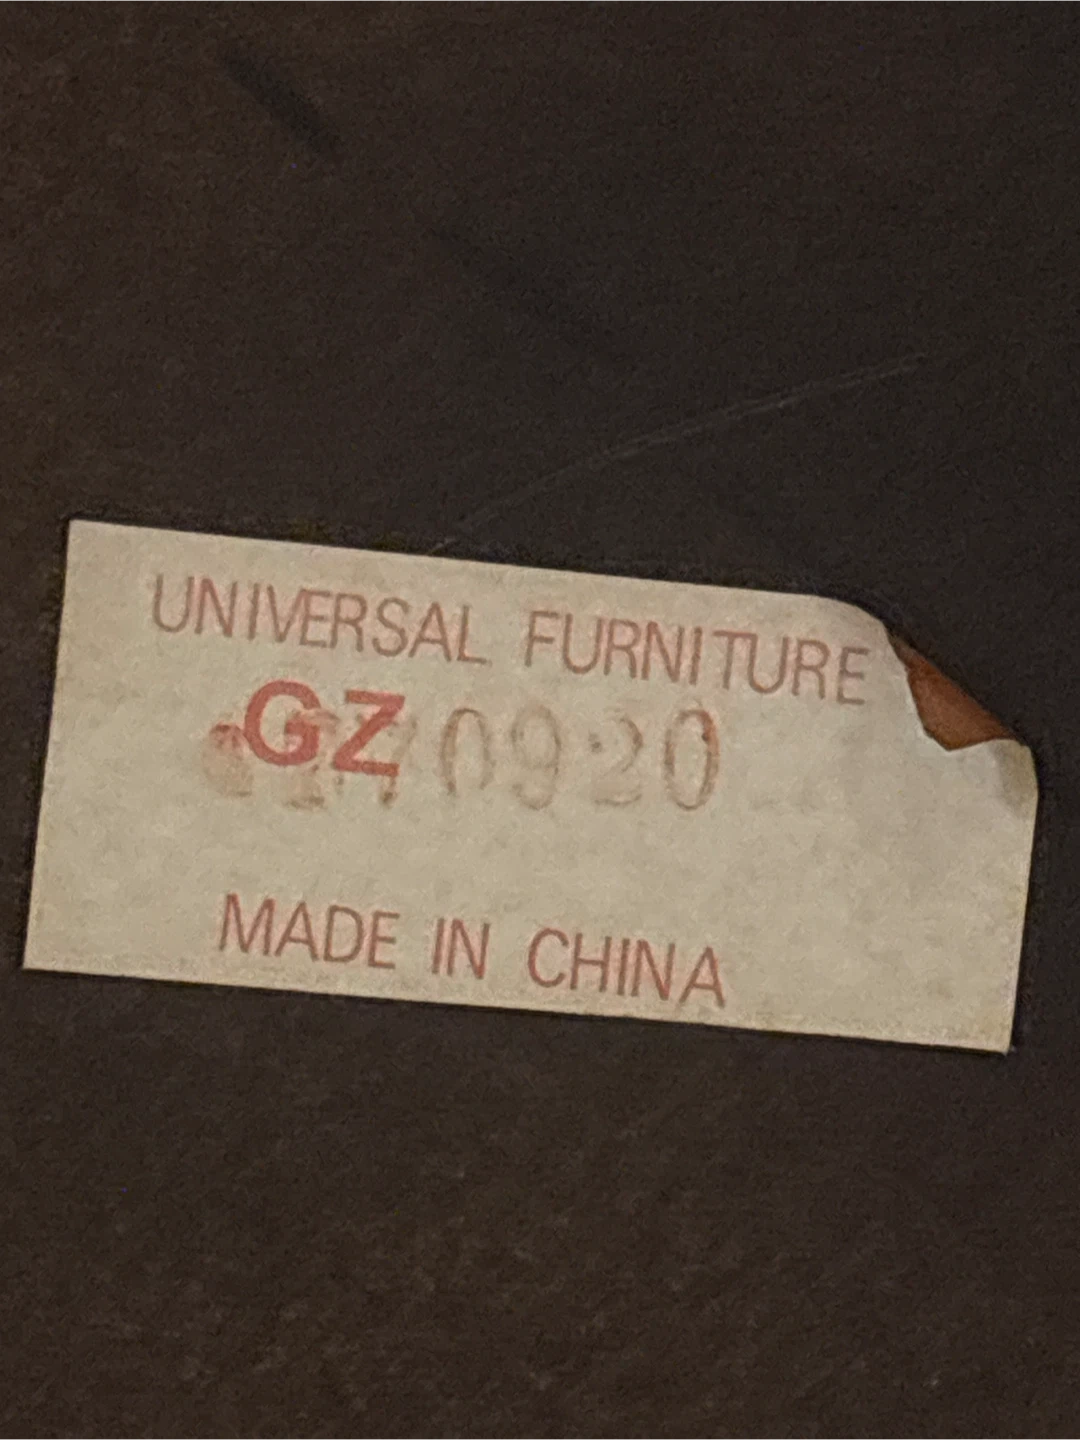 UNIVERSAL FURNITURE
GZ 0920
MADE IN CHINA